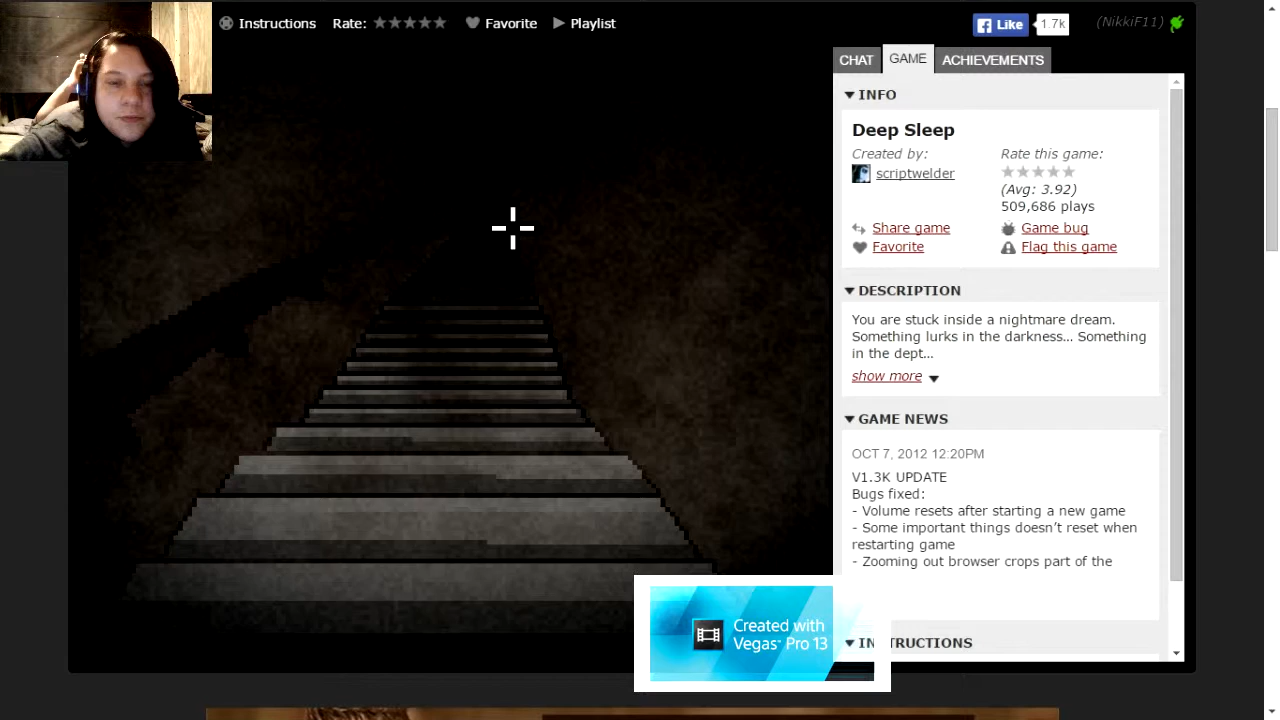 Instructions Rate: Favorite Playlist
Like 1.7k (NikkiF11)
CHAT GAME ACHIEVEMENTS
INFO
Deep Sleep
Created by: Rate this game:
scriptwelder
(Avg: 3.92)
509,686 plays
Share game Game bug
Favorite Flag this game
DESCRIPTION
You are stuck inside a nightmare dream.
Something lurks in the darkness... Something
in the dept...
show more
GAME NEWS
OCT 7, 2012 12:20PM
V1.3K UPDATE
Bugs fixed:
- Volume resets after starting a new game
- Some important things doesn't reset when
restarting game
- Zooming out browser crops part of the
Created with
Vegas™ Pro 13
INSTRUCTIONS